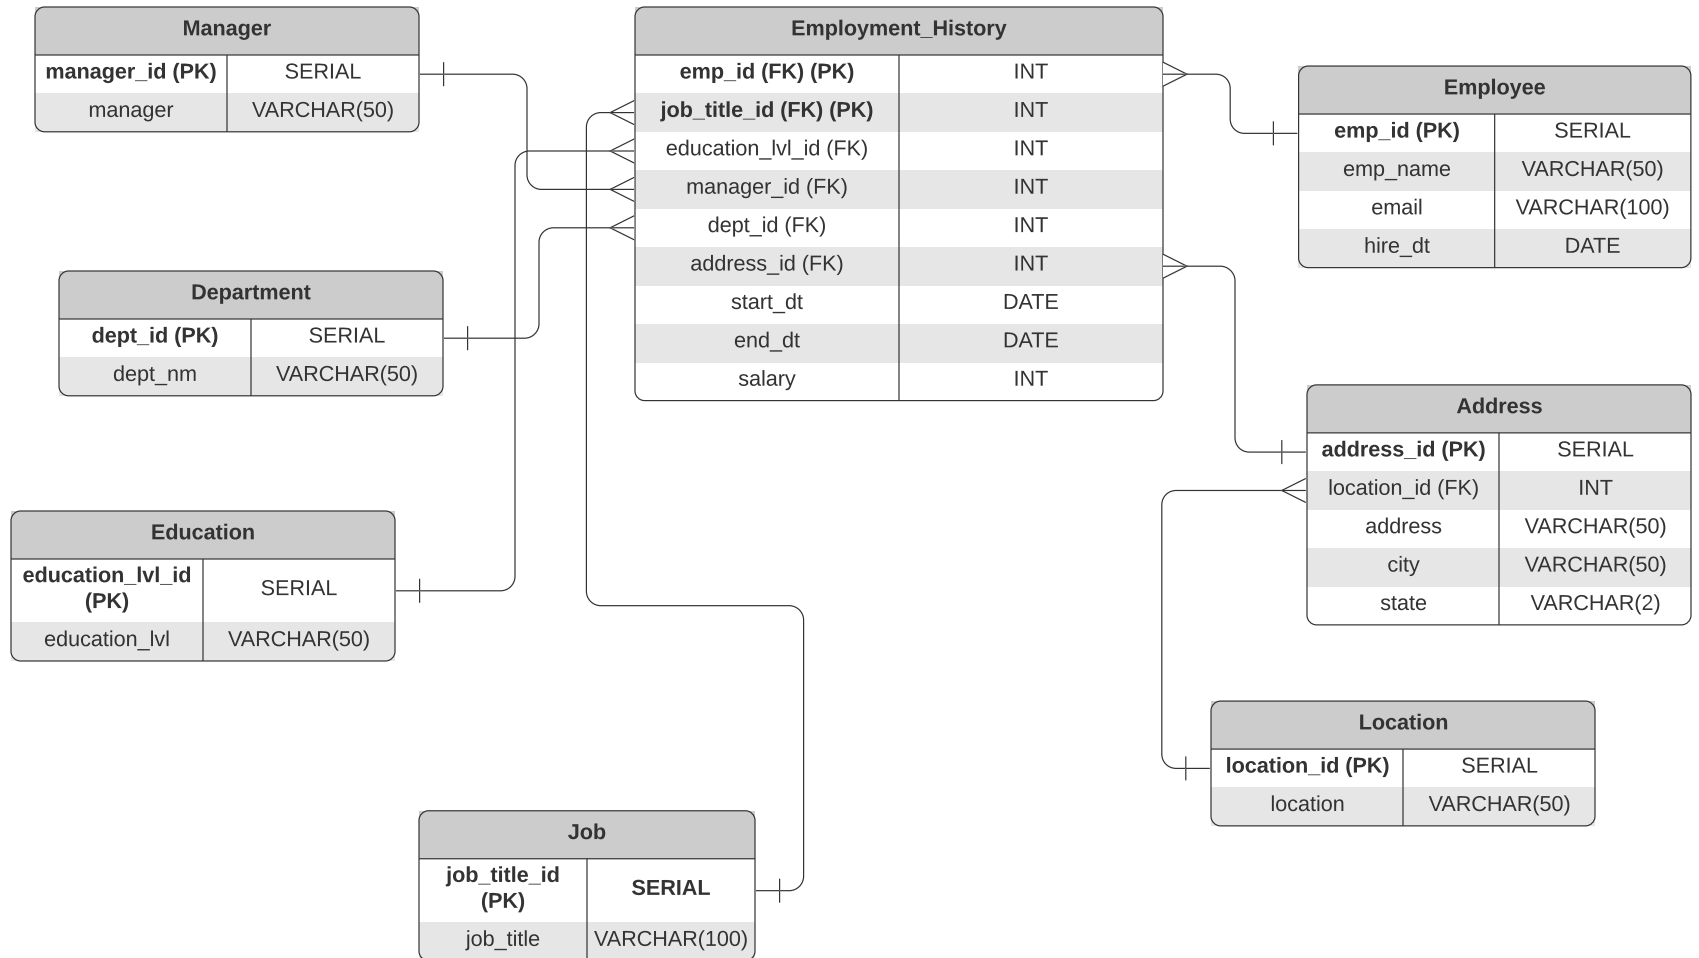 Manager
manager_id (PK) SERIAL
manager VARCHAR(50)
Employment_History
emp_id (FK) (PK) INT
job_title_id (FK) (PK) INT
education_lvl_id (FK) INT
manager_id (FK) INT
dept_id (FK) INT
address_id (FK) INT
start_dt DATE
end_dt DATE
salary INT
Employee
emp_id (PK) SERIAL
emp_name VARCHAR(50)
email VARCHAR(100)
hire_dt DATE
Department
dept_id (PK) SERIAL
dept_nm VARCHAR(50)
Address
address_id (PK) SERIAL
location_id (FK) INT
address VARCHAR(50)
city VARCHAR(50)
state VARCHAR(2)
Education
education_lvl_id
(PK) SERIAL
education_lvl VARCHAR(50)
Location
location_id (PK) SERIAL
location VARCHAR(50)
Job
job_title_id
(PK) SERIAL
job_title VARCHAR(100)